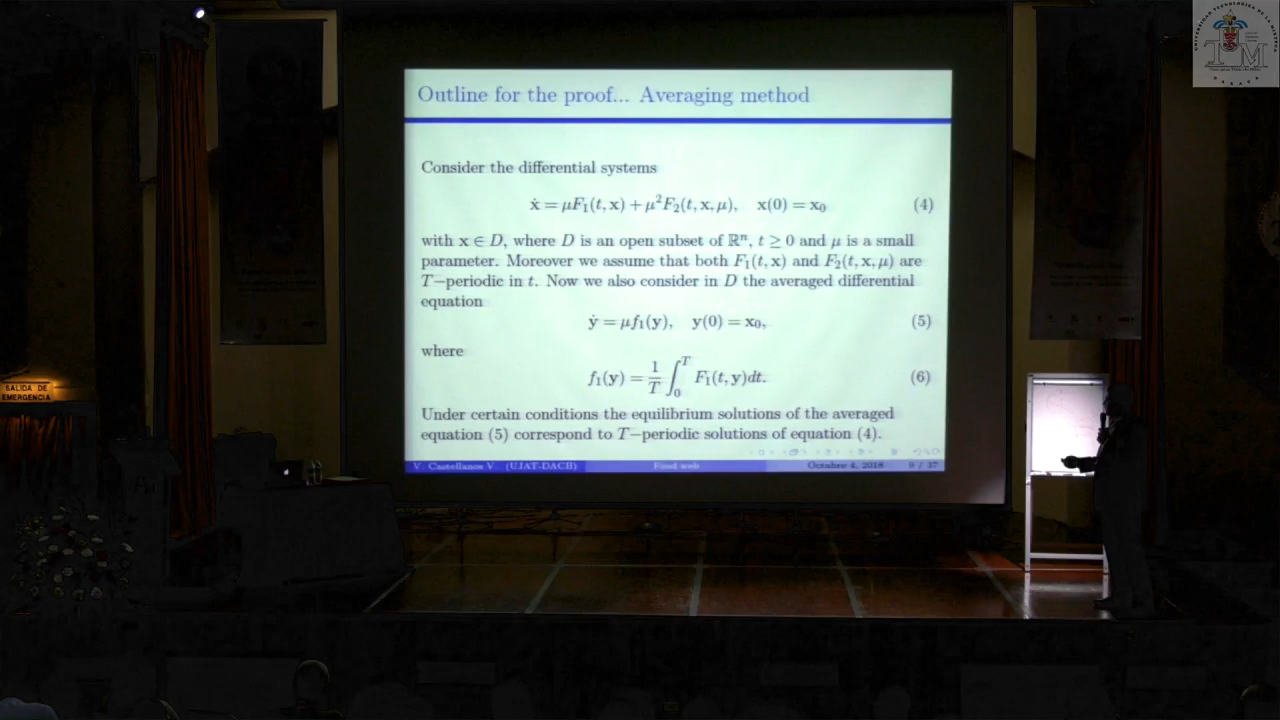 Outline for the proof... Averaging method
Consider the differential systems
ẋ = μF₁(t, x) + μ²F₂(t, x, μ), x(0) = x₀ (4)
with x ∈ D, where D is an open subset of ℝⁿ, t ≥ 0 and μ is a small
parameter. Moreover we assume that both F₁(t, x) and F₂(t, x, μ) are
T−periodic in t. Now we also consider in D the averaged differential
equation
ẏ = μf₁(y), y(0) = x₀, (5)
where
f₁(y) = 1/T ∫₀ᵀ F₁(t, y)dt. (6)
Under certain conditions the equilibrium solutions of the averaged
equation (5) correspond to T−periodic solutions of equation (4).
V. Castellanos V. (UJAT-DACB) Food web Octubre 4, 2018 9 / 37
SALIDA DE
EMERGENCIA